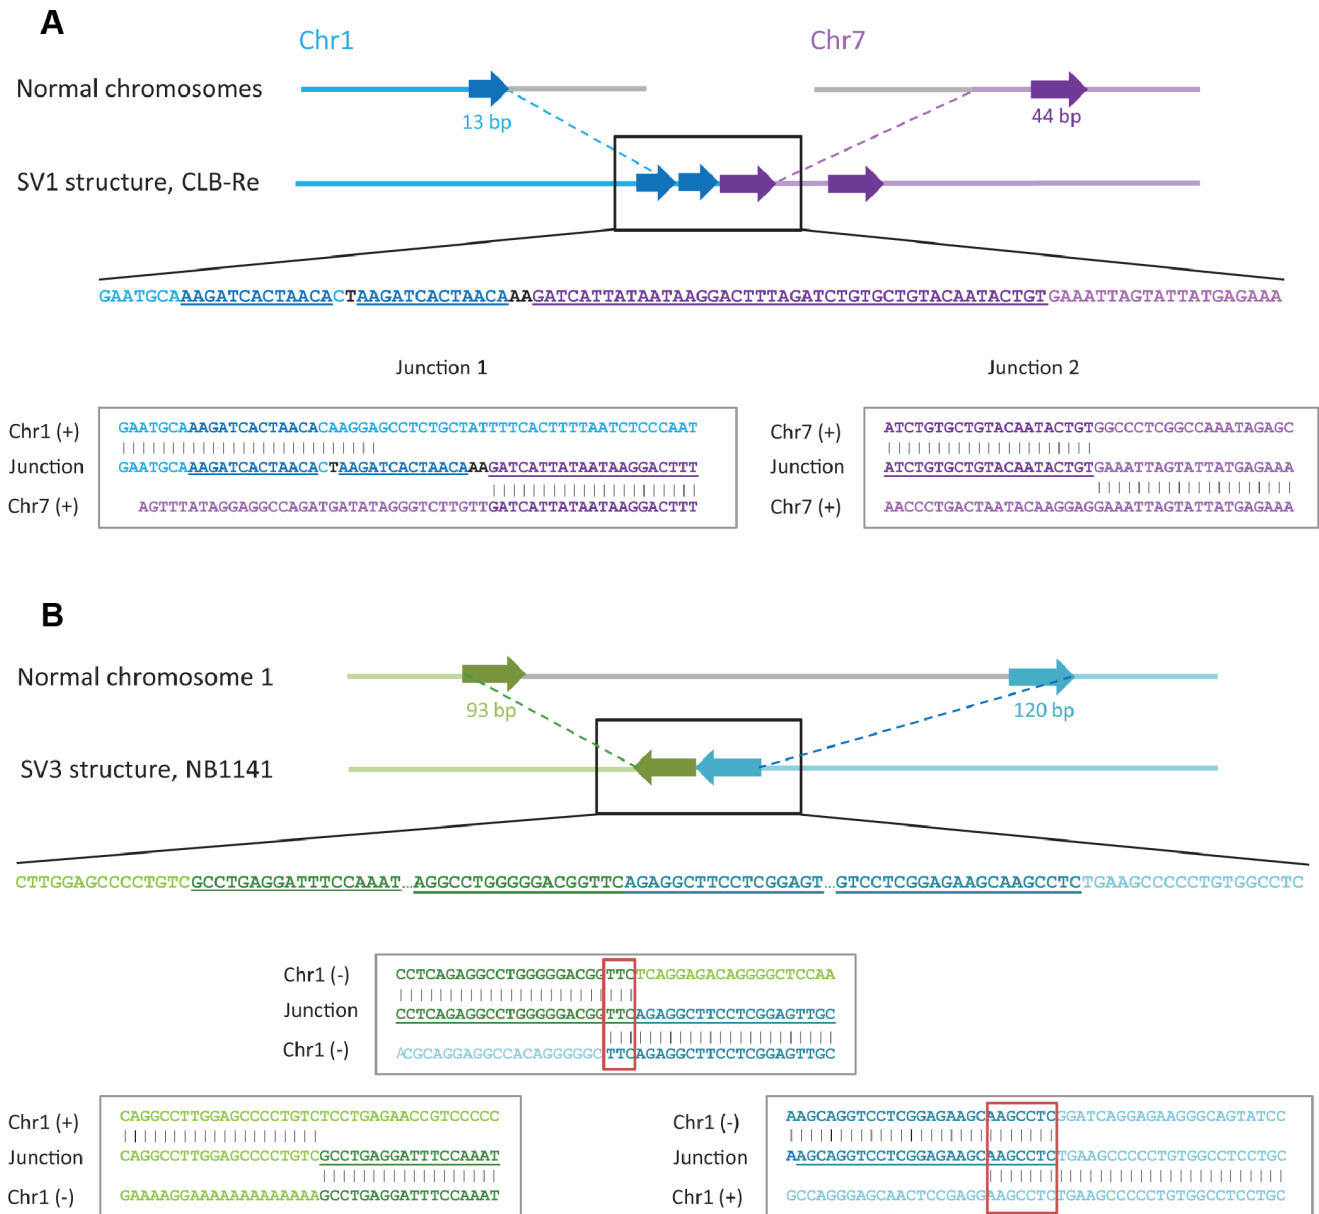 A
Chr1 Chr7
Normal chromosomes
13 bp 44 bp
SV1 structure, CLB-Re
GAATGCAAAGATCACTAACACTAAGATCACTAACAAAGATCATTATAATAAGGACTTTAGATCTGTGCTGTACAATACTGTGAAATTAGTATTATGAGAAA
Junction 1 Junction 2
Chr1 (+) GAATGCAAAGATCACTAACACAAGGAGCCTCTGCTATTTTCACTTTTAATCTCCCAAT Chr7 (+) ATCTGTGCTGTACAATACTGTGGCCCTCGGCCAAATAGAGC
Junction GAATGCAAAGATCACTAACACTAAGATCACTAACAAAGATCATTATAATAAGGACTTT Junction ATCTGTGCTGTACAATACTGTGAAATTAGTATTATGAGAAA
Chr7 (+) AGTTTATAGGAGGCCAGATGATATAGGGTCTTGTTGATCATTATAATAAGGACTTT Chr7 (+) AACCCTGACTAATACAAGGAGGAAATTAGTATTATGAGAAA
B
Normal chromosome 1
93 bp 120 bp
SV3 structure, NB1141
CTTGGAGCCCCTGTCGCCTGAGGATTTCCAAAT...AGGCCTGGGGGACGGTTCAGAGGCTTCCTCGGAGT...GTCCTCGGAGAAGCAAGCCTCTGAAGCCCCCTGTGGCCTC
Chr1 (-) CCTCAGAGGCCTGGGGGACGGTTCTCAGGAGACAGGGGCTCCAA
Junction CCTCAGAGGCCTGGGGGACGGTTCAGAGGCTTCCTCGGAGTTGC
Chr1 (-) ACGCAGGAGGCCACAGGGGGCTTCAGAGGCTTCCTCGGAGTTGC
Chr1 (+) CAGGCCTTGGAGCCCCTGTCTCCTGAGAACCGTCCCCC Chr1 (-) AAGCAGGTCCTCGGAGAAGCAAGCCTCGGATCAGGAGAAGGGCAGTATCC
Junction CAGGCCTTGGAGCCCCTGTCGCCTGAGGATTTCCAAAT Junction AAGCAGGTCCTCGGAGAAGCAAGCCTCTGAAGCCCCCTGTGGCCTCCTGC
Chr1 (-) GAAAAGGAAAAAAAAAAAAAGCCTGAGGATTTCCAAAT Chr1 (+) GCCAGGGAGCAACTCCGAGGAAGCCTCTGAAGCCCCCTGTGGCCTCCTGC